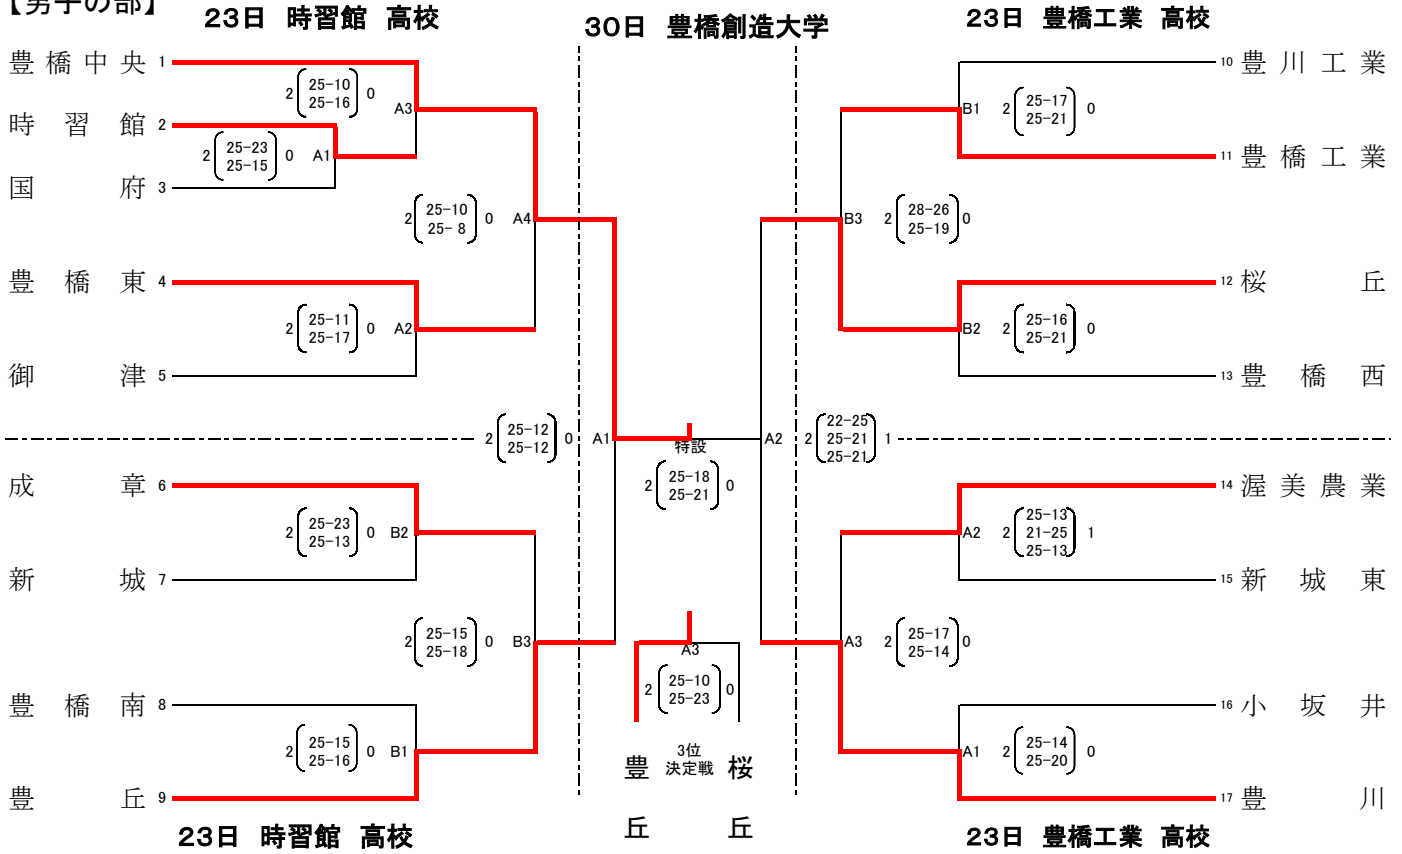 【男子の部】
23日 時習館 高校
30日 豊橋創造大学
23日 豊橋工業 高校
豊橋中央 1
2 25-10 25-16 0 A3
時習館 2
2 25-23 25-15 0 A1
国府 3
2 25-10 25- 8 0 A4
豊橋東 4
2 25-11 25-17 0 A2
御津 5
2 25-12 25-12 0 A1
成章 6
2 25-23 25-13 0 B2
新城 7
2 25-15 25-18 0 B3
豊橋南 8
2 25-15 25-16 0 B1
豊丘 9
23日 時習館 高校
特設
2 25-18 25-21 0
A3
2 25-10 25-23 0
豊丘
3位
決定戦
桜丘
10 豊川工業
B1 2 25-17 25-21 0
11 豊橋工業
B3 2 28-26 25-19 0
12 桜丘
B2 2 25-16 25-21 0
13 豊橋西
A2 2 22-25 25-21 25-21 1
14 渥美農業
A2 2 25-13 21-25 25-13 1
15 新城東
A3 2 25-17 25-14 0
16 小坂井
A1 2 25-14 25-20 0
17 豊川
23日 豊橋工業 高校